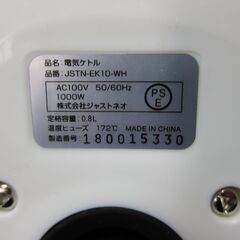 品名：電気ケトル
品番：JSTN-EK10-WH
AC100V 50/60Hz
1000W
株式会社ジャストネオ
PS
E
定格容量：0.8L
温度ヒューズ 172℃ MADE IN CHINA
製造番号：180015330